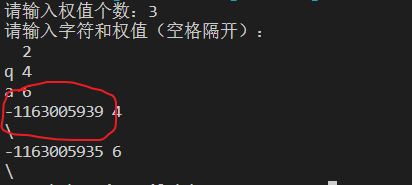 请输入权值个数：3
请输入字符和权值（空格隔开）：
  2
q 4
a 6
-1163005939 4
\
-1163005935 6
\